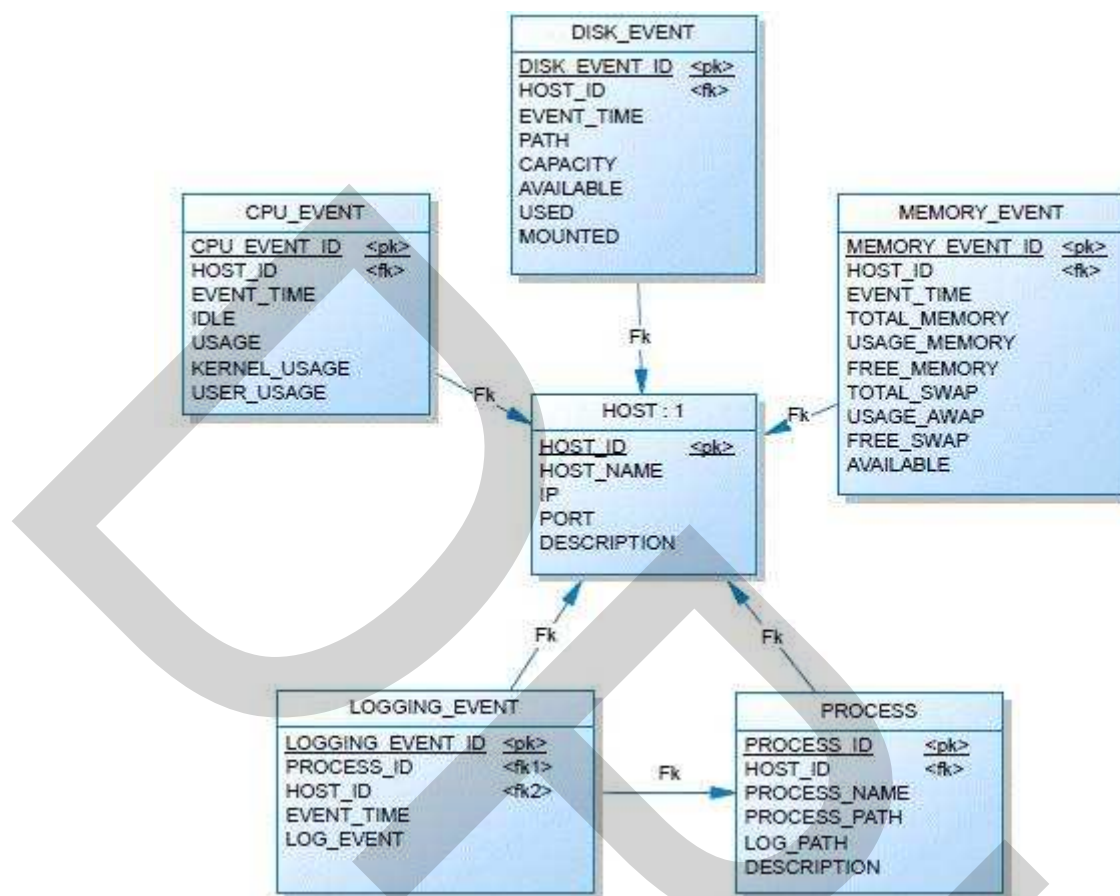 DISK_EVENT
DISK_EVENT_ID <pk>
HOST_ID <fk>
EVENT_TIME
PATH
CAPACITY
AVAILABLE
USED
MOUNTED
CPU_EVENT
CPU_EVENT_ID <pk>
HOST_ID <fk>
EVENT_TIME
IDLE
USAGE
KERNEL_USAGE
USER_USAGE
MEMORY_EVENT
MEMORY_EVENT_ID <pk>
HOST_ID <fk>
EVENT_TIME
TOTAL_MEMORY
USAGE_MEMORY
FREE_MEMORY
TOTAL_SWAP
USAGE_AWAP
FREE_SWAP
AVAILABLE
Fk
Fk
Fk
HOST : 1
HOST_ID <pk>
HOST_NAME
IP
PORT
DESCRIPTION
Fk
Fk
LOGGING_EVENT
LOGGING_EVENT_ID <pk>
PROCESS_ID <fk1>
HOST_ID <fk2>
EVENT_TIME
LOG_EVENT
Fk
PROCESS
PROCESS_ID <pk>
HOST_ID <fk>
PROCESS_NAME
PROCESS_PATH
LOG_PATH
DESCRIPTION